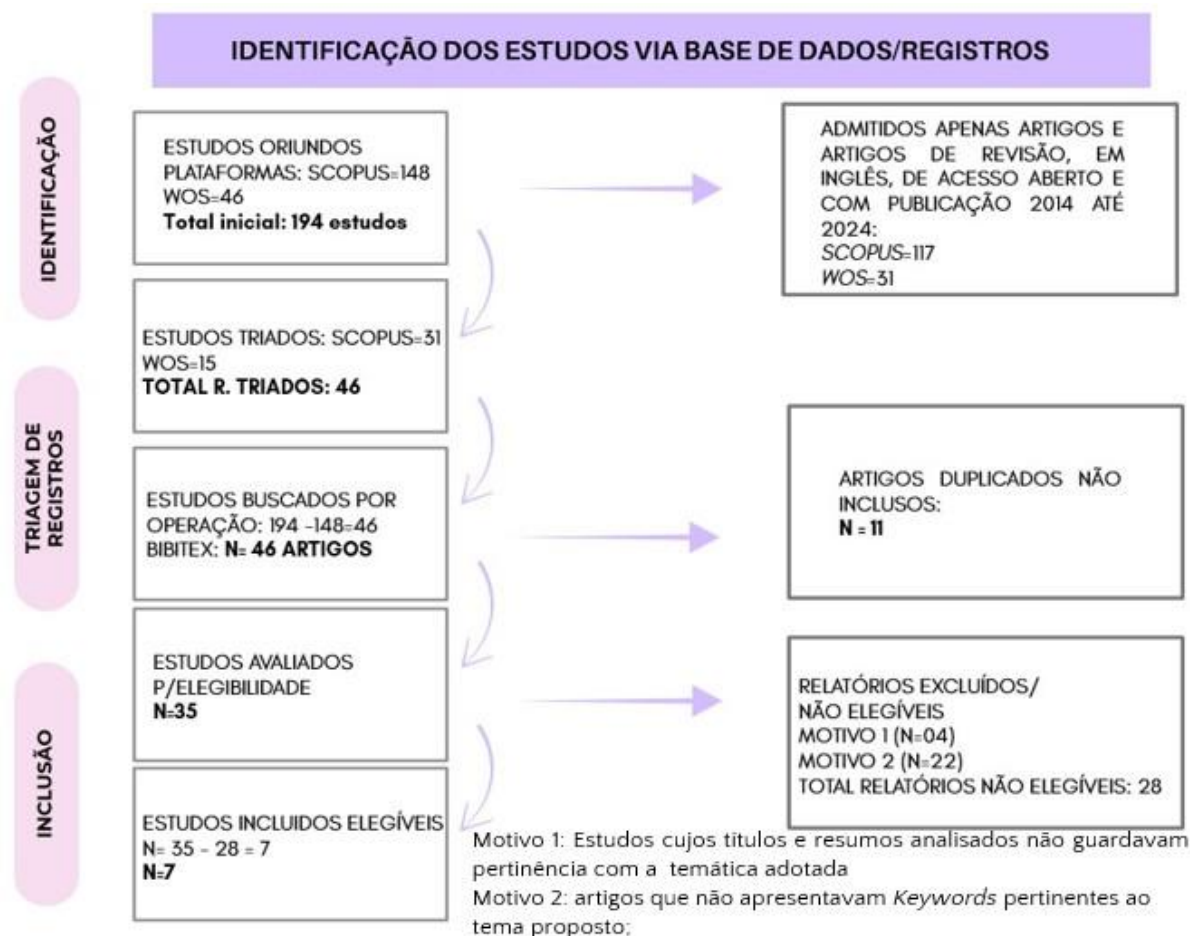 IDENTIFICAÇÃO DOS ESTUDOS VIA BASE DE DADOS/REGISTROS
IDENTIFICAÇÃO
ESTUDOS ORIUNDOS
PLATAFORMAS: SCOPUS=148
WOS=46
Total inicial: 194 estudos
ADMITIDOS APENAS ARTIGOS E
ARTIGOS DE REVISÃO, EM
INGLÊS, DE ACESSO ABERTO E
COM PUBLICAÇÃO 2014 ATÉ
2024:
SCOPUS=117
WOS=31
ESTUDOS TRIADOS: SCOPUS=31
WOS=15
TOTAL R. TRIADOS: 46
TRIAGEM DE
REGISTROS
ESTUDOS BUSCADOS POR
OPERAÇÃO: 194 -148=46
BIBITEX: N= 46 ARTIGOS
ARTIGOS DUPLICADOS NÃO
INCLUSOS:
N = 11
ESTUDOS AVALIADOS
P/ELEGIBILIDADE
N=35
RELATÓRIOS EXCLUÍDOS/
NÃO ELEGÍVEIS
MOTIVO 1 (N=04)
MOTIVO 2 (N=22)
TOTAL RELATÓRIOS NÃO ELEGÍVEIS: 28
INCLUSÃO
ESTUDOS INCLUIDOS ELEGÍVEIS
N= 35 - 28 = 7
N=7
Motivo 1: Estudos cujos títulos e resumos analisados não guardavam
pertinência com a temática adotada
Motivo 2: artigos que não apresentavam Keywords pertinentes ao
tema proposto;